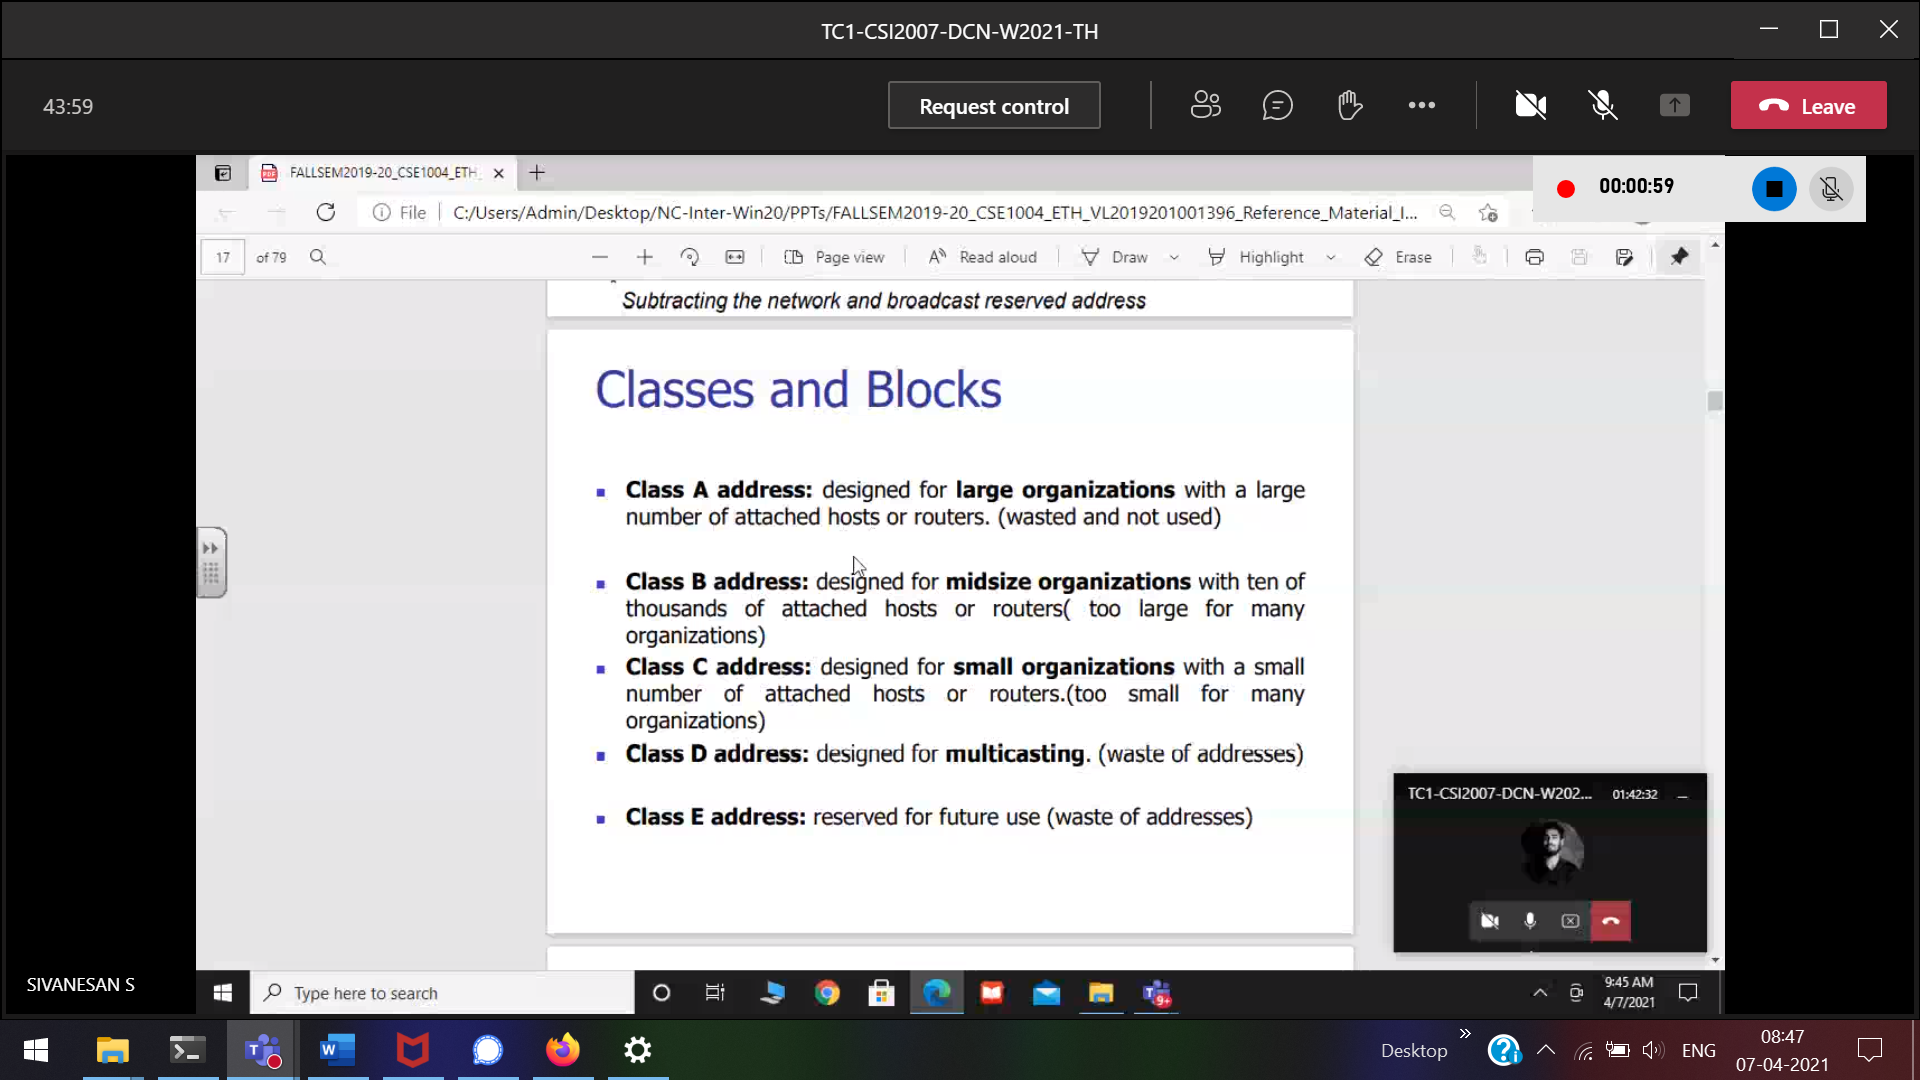 TC1-CSI2007-DCN-W2021-TH
43:59
Request control
Leave
FALLSEM2019-20_CSE1004_ETH_
00:00:59
File
C:/Users/Admin/Desktop/NC-Inter-Win20/PPTs/FALLSEM2019-20_CSE1004_ETH_VL2019201001396_Reference_Material_I...
17 of 79
Page view
Read aloud
Draw
Highlight
Erase
Subtracting the network and broadcast reserved address
Classes and Blocks
Class A address: designed for large organizations with a large
number of attached hosts or routers. (wasted and not used)
Class B address: designed for midsize organizations with ten of
thousands of attached hosts or routers( too large for many
organizations)
Class C address: designed for small organizations with a small
number of attached hosts or routers.(too small for many
organizations)
Class D address: designed for multicasting. (waste of addresses)
Class E address: reserved for future use (waste of addresses)
TC1-CSI2007-DCN-W202...
01:42:32
SIVANESAN S
Type here to search
9+
9:45 AM
4/7/2021
Desktop
ENG
08:47
07-04-2021